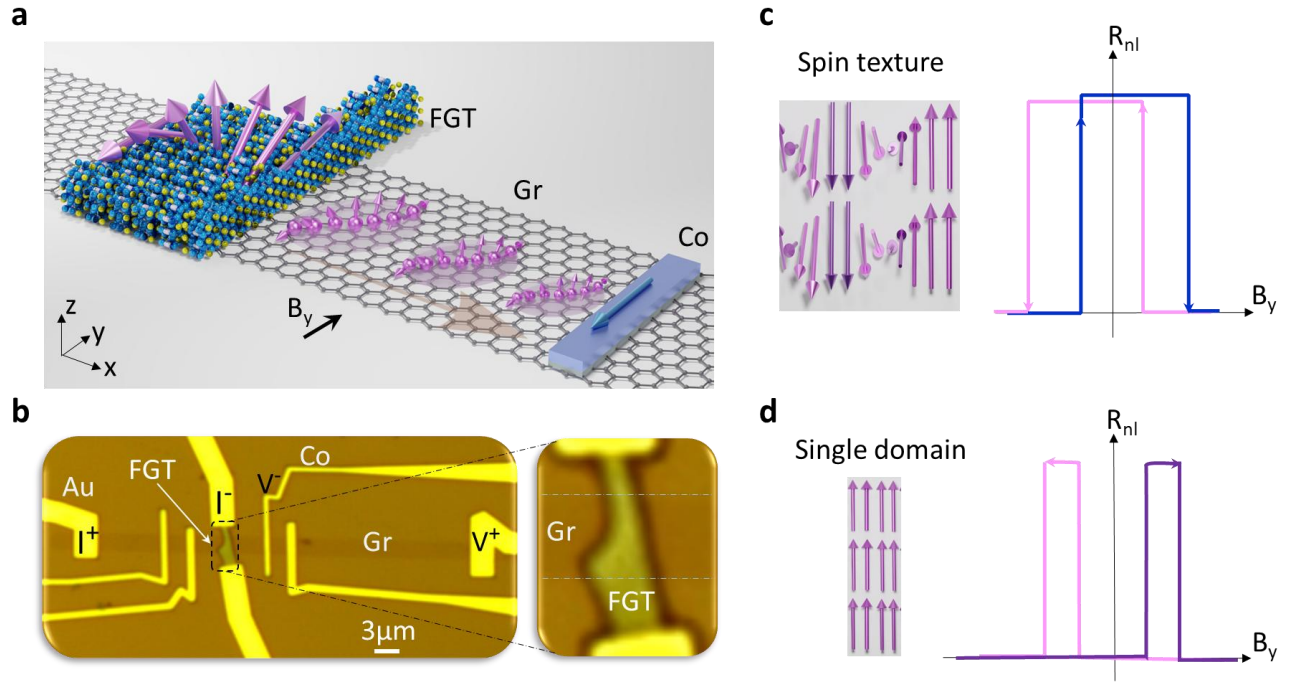 a
FGT
Gr
Co
B_y
z
y
x
b
FGT
Co
Au
V⁻
I⁻
I⁺
Gr
V⁺
3μm
Gr
FGT
c
R_nl
Spin texture
B_y
d
R_nl
Single domain
B_y